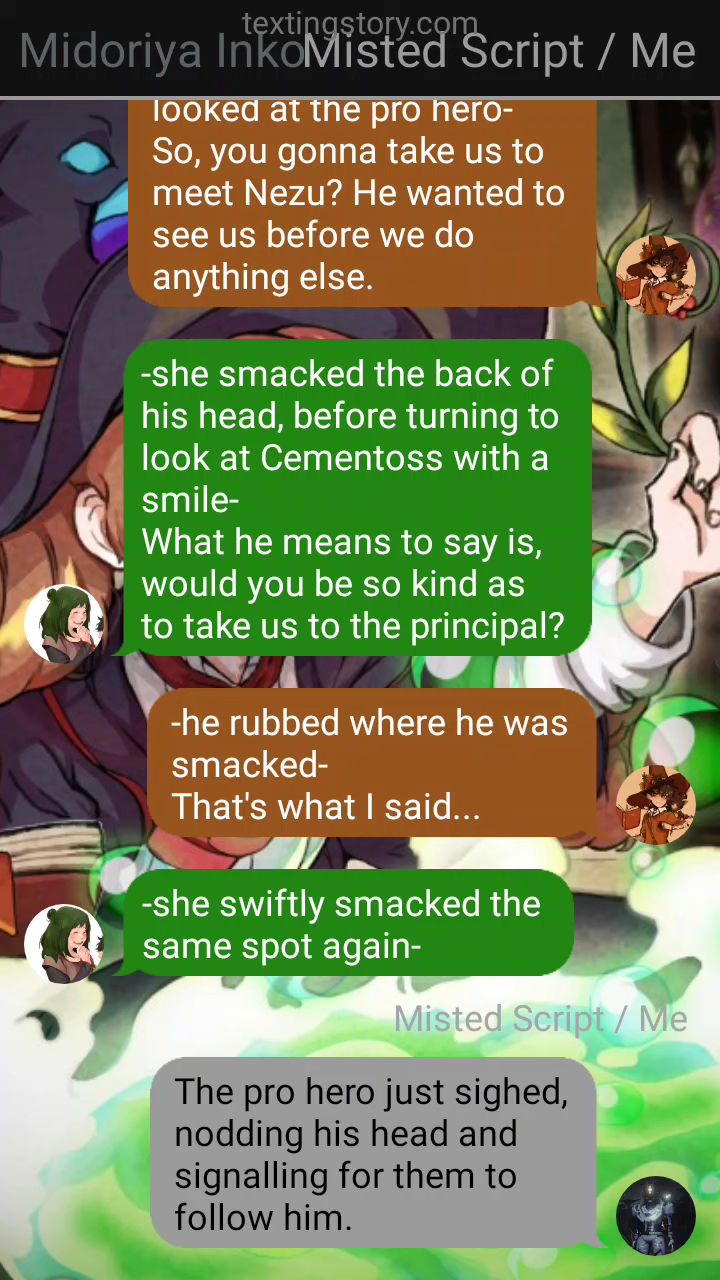 textingstory.com
Midoriya Inko
Misted Script / Me
looked at the pro hero-
So, you gonna take us to
meet Nezu? He wanted to
see us before we do
anything else.
-she smacked the back of
his head, before turning to
look at Cementoss with a
smile-
What he means to say is,
would you be so kind as
to take us to the principal?
-he rubbed where he was
smacked-
That's what I said...
-she swiftly smacked the
same spot again-
Misted Script / Me
The pro hero just sighed,
nodding his head and
signalling for them to
follow him.